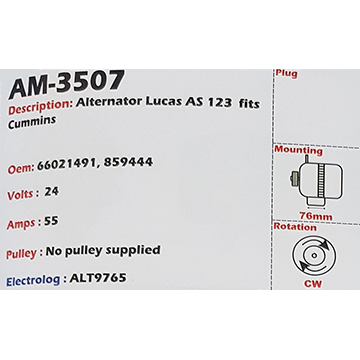 AM-3507
Description: Alternator Lucas AS 123 fits
Cummins
Oem: 66021491, 859444
Volts : 24
Amps : 55
Pulley : No pulley supplied
Electrolog : ALT9765
Plug
Mounting
76mm
Rotation
CW